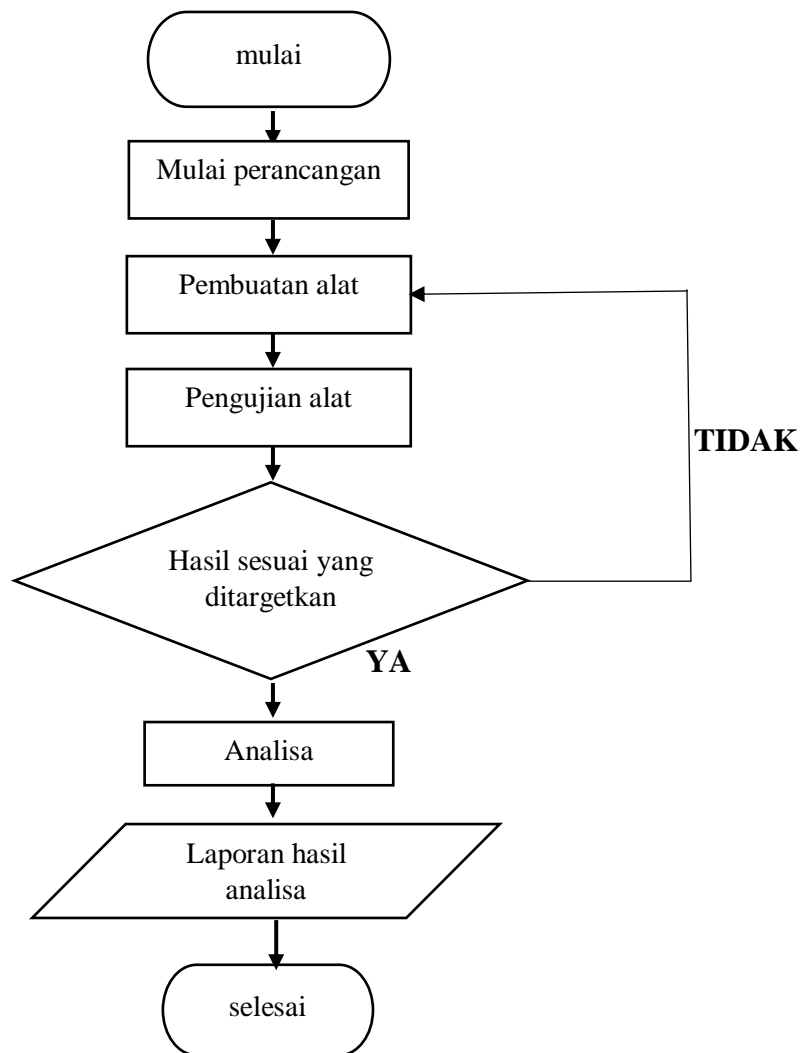 mulai
Mulai perancangan
Pembuatan alat
Pengujian alat
TIDAK
Hasil sesuai yang
ditargetkan
YA
Analisa
Laporan hasil
analisa
selesai